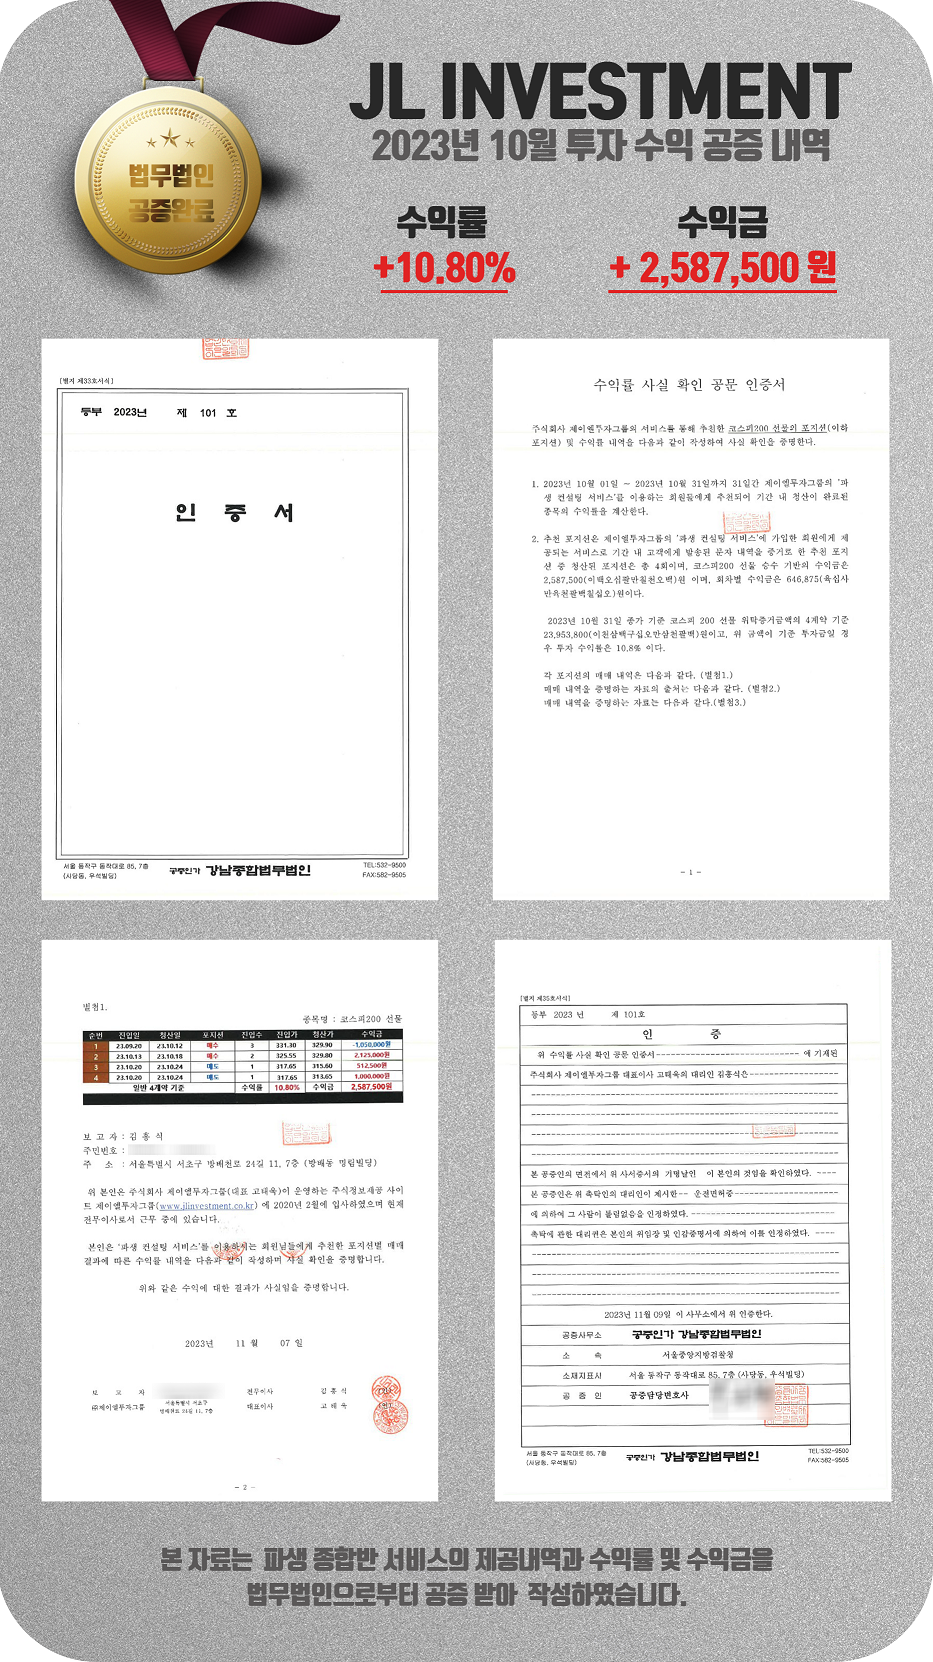 JL INVESTMENT
2023년 10월 투자 수익 공증 내역
법무법인
공증완료
수익률
+10.80%
수익금
+ 2,587,500 원
[별지 제33호서식]
등부 2023년 제 101 호
인 증 서
서울 동작구 동작대로 85, 7층
(사당동, 우석빌딩)
공증인가 강남종합법무법인
TEL:532-9500
FAX:582-9505
수익률 사실 확인 공문 인증서
주식회사 제이엘투자그룹의 서비스를 통해 추천한 코스피200 선물의 포지션(이하
포지션) 및 수익률 내역을 다음과 같이 작성하여 사실 확인을 증명한다.
1. 2023년 10월 01일 ~ 2023년 10월 31일까지 31일간 제이엘투자그룹의 '파
생 컨설팅 서비스'를 이용하는 회원들에게 추천되어 기간 내 청산이 완료된
종목의 수익률을 계산한다.
2. 추천 포지션은 제이엘투자그룹의 '파생 컨설팅 서비스'에 가입한 회원에게 제
공되는 서비스로 기간 내 고객에게 발송된 문자 내역을 증거로 한 추천 포지
션 중 청산된 포지션은 총 4회이며, 코스피200 선물 승수 기반의 수익금은
2,587,500(이백오십팔만칠천오백)원 이며, 회차별 수익금은 646,875(육십사
만육천팔백칠십오)원이다.
2023년 10월 31일 종가 기준 코스피 200 선물 위탁증거금액의 4계약 기준
23,953,800(이천삼백구십오만삼천팔백)원이고, 위 금액이 기준 투자금일 경
우 투자 수익률은 10.8% 이다.
각 포지션의 매매 내역은 다음과 같다. (별첨1.)
매매 내역을 증명하는 자료의 출처는 다음과 같다. (별첨2.)
매매 내역을 증명하는 자료는 다음과 같다.(별첨3.)
- 1 -
별첨1.
종목명 : 코스피200 선물
순번 진입일 청산일 포지션 진입수 진입가 청산가 수익금
1 23.09.20 23.10.12 매수 3 331.30 329.90 -1,050,000원
2 23.10.13 23.10.18 매수 2 325.55 329.80 2,125,000원
3 23.10.20 23.10.24 매도 1 317.65 315.60 512,500원
4 23.10.20 23.10.24 매도 1 317.65 313.65 1,000,000원
일반 4계약 기준 수익률 10.80% 수익금 2,587,500원
보 고 자 : 김 홍 식
주민번호 :
주 소 : 서울특별시 서초구 방배천로 24길 11, 7층 (방배동 명림빌딩)
위 본인은 주식회사 제이엘투자그룹(대표 고태욱)이 운영하는 주식정보제공 사이
트 제이엘투자그룹(www.jlinvestment.co.kr) 에 2020년 2월에 입사하였으며 현재
전무이사로서 근무 중에 있습니다.
본인은 '파생 컨설팅 서비스'를 이용하시는 회원님들에게 추천한 포지션별 매매
결과에 따른 수익률 내역을 다음과 같이 작성하며 사실 확인을 증명합니다.
위와 같은 수익에 대한 결과가 사실임을 증명합니다.
2023년 11 월 07 일
보 고 자 전무이사 김 홍 식
㈜제이엘투자그룹 서울특별시 서초구 방배천로 24길 11, 7층 대표이사 고 태 욱
- 2 -
[별지 제35호서식]
등부 2023 년 제 101호
인 증
위 수익률 사실 확인 공문 인증서-------------------------- 에 기재된
주식회사 제이엘투자그룹 대표이사 고태욱의 대리인 김홍식은----------------
본 공증인의 면전에서 위 사서증서의 기명날인 이 본인의 것임을 확인하였다. ----
본 공증인은 위 촉탁인의 대리인이 제시한-- 운전면허증-------------------
에 의하여 그 사람이 틀림없음을 인정하였다. ---------------------------
촉탁에 관한 대리권은 본인의 위임장 및 인감증명서에 의하여 이를 인정하였다. ----
2023년 11월 09일 이 사무소에서 위 인증한다.
공증사무소 공증인가 강남종합법무법인
소 속 서울중앙지방검찰청
소재지표시 서울 동작구 동작대로 85, 7층 (사당동, 우석빌딩)
공 증 인 공증담당변호사
서울 동작구 동작대로 85, 7층
(사당동, 우석빌딩)
공증인가 강남종합법무법인
TEL:532-9500
FAX:582-9505
본 자료는 파생 종합반 서비스의 제공내역과 수익률 및 수익금을
법무법인으로부터 공증 받아 작성하였습니다.